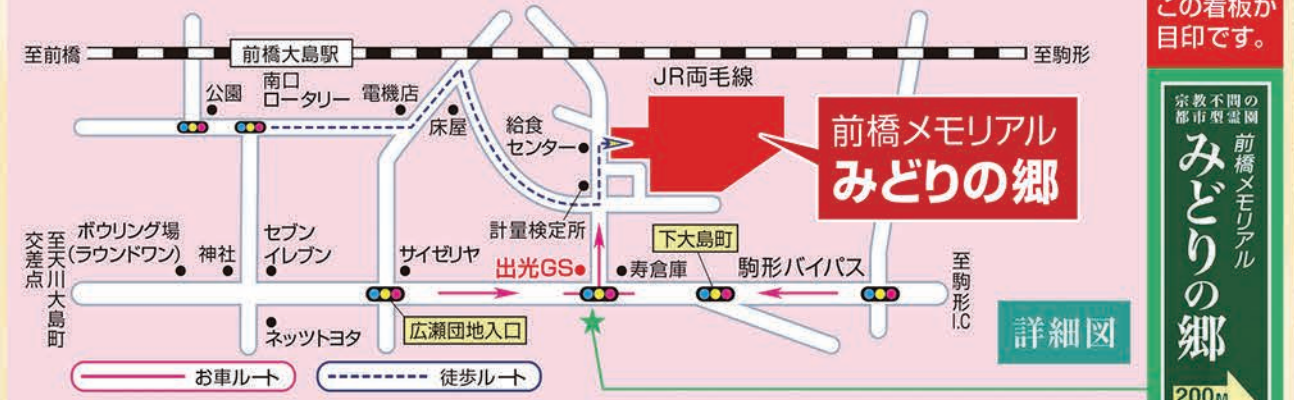 至前橋
前橋大島駅
至駒形
JR両毛線
公園
南口
ロータリー
電機店
床屋
給食
センター
前橋メモリアル
みどりの郷
計量検定所
至天川大島町
交差点
ボウリング場
(ラウンドワン)
神社
セブン
イレブン
サイゼリヤ
出光GS
寿倉庫
下大島町
駒形バイパス
至駒形I.C
広瀬団地入口
ネッツトヨタ
詳細図
お車ルート
徒歩ルート
この看板が
目印です。
宗教不問の
都市型霊園
前橋メモリアル
みどりの郷
200M